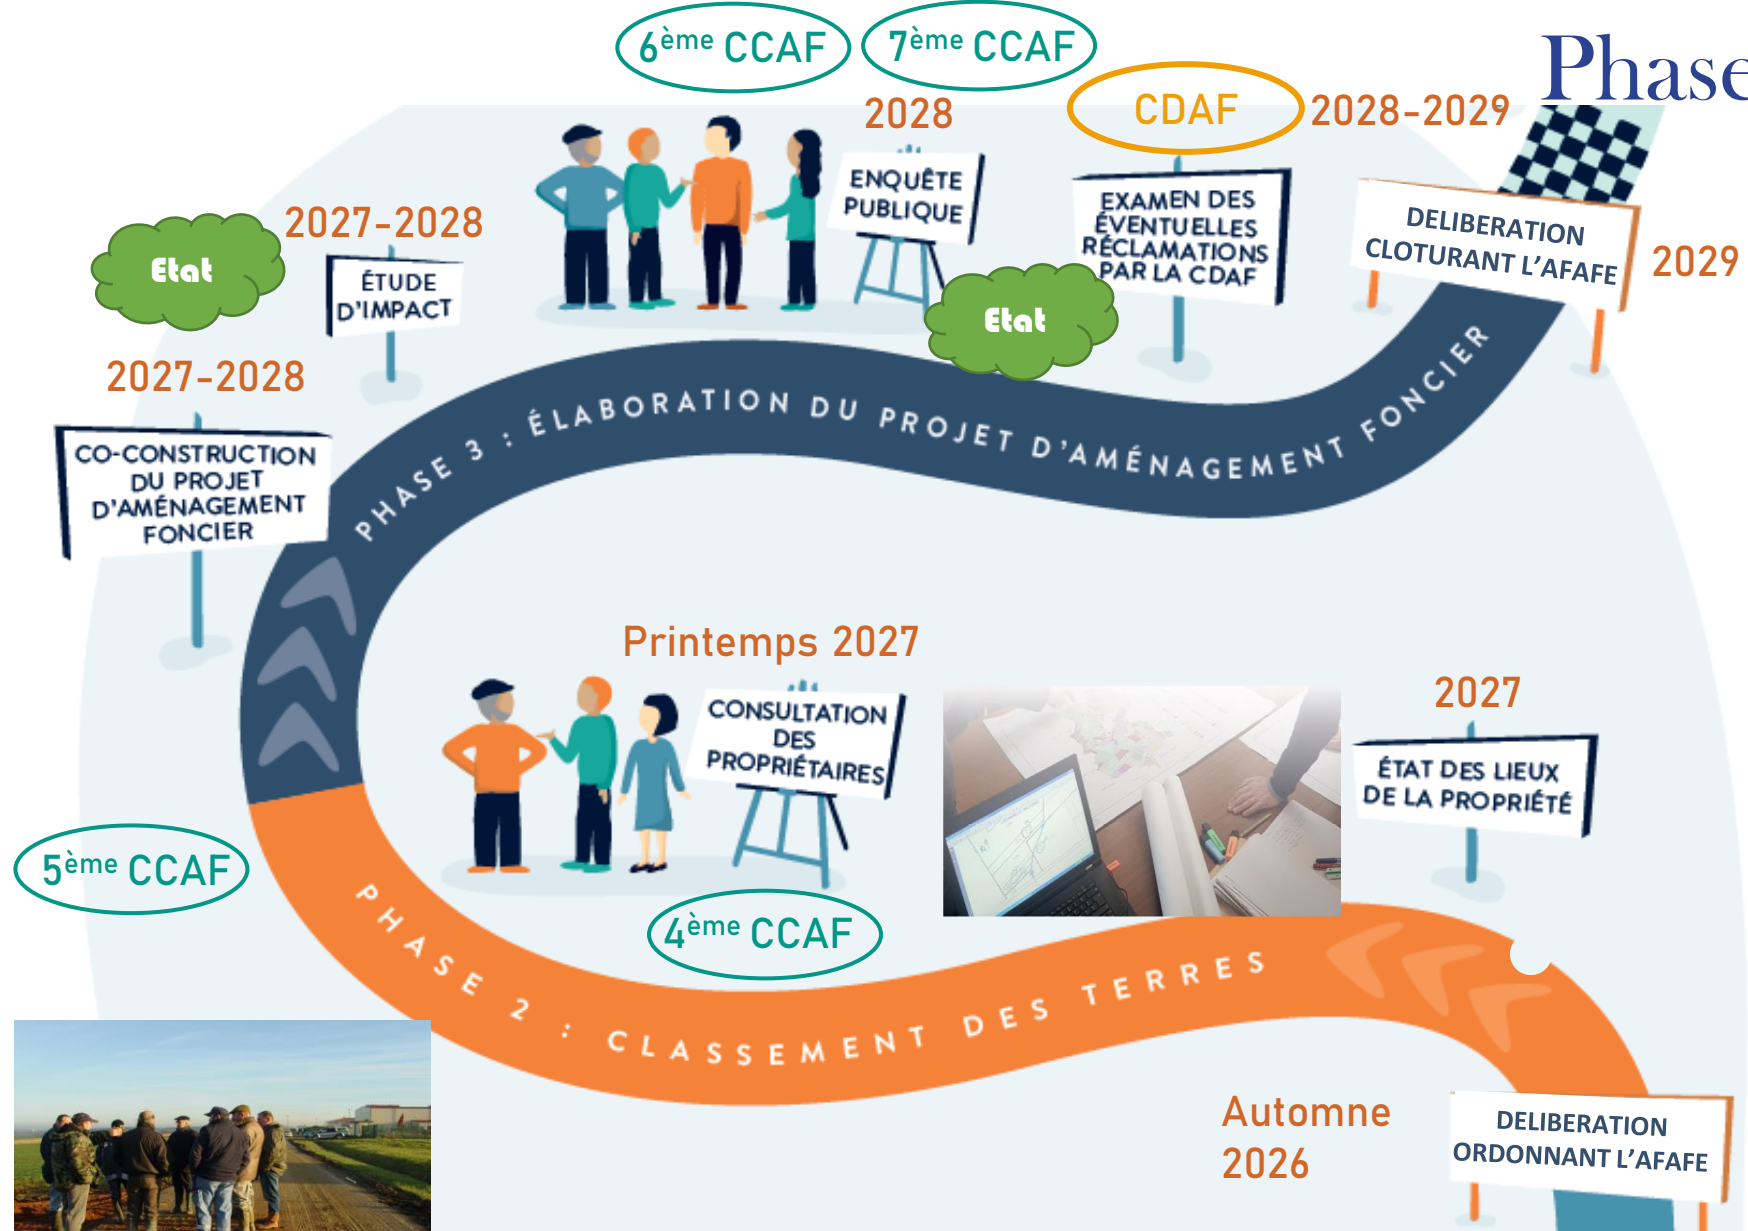 6ème CCAF
7ème CCAF
Phase
CDAF
2028
2028-2029
ENQUÊTE
PUBLIQUE
EXAMEN DES
ÉVENTUELLES
RÉCLAMATIONS
PAR LA CDAF
DELIBERATION
CLOTURANT L'AFAFE
2029
Etat
2027-2028
ÉTUDE
D'IMPACT
Etat
2027-2028
CO-CONSTRUCTION
DU PROJET
D'AMÉNAGEMENT
FONCIER
PHASE 3 : ÉLABORATION DU PROJET D'AMÉNAGEMENT FONCIER
Printemps 2027
CONSULTATION
DES
PROPRIÉTAIRES
2027
ÉTAT DES LIEUX
DE LA PROPRIÉTÉ
5ème CCAF
4ème CCAF
PHASE 2 : CLASSEMENT DES TERRES
Automne
2026
DELIBERATION
ORDONNANT L'AFAFE